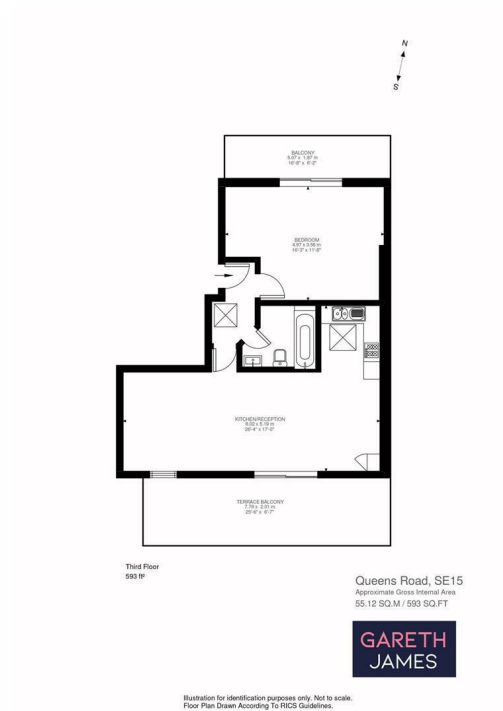 N
S
BALCONY
5.07 x 1.87 m
16'-8" x 6'-2"
BEDROOM
4.97 x 3.56 m
16'-3" x 11'-8"
KITCHEN/RECEPTION
8.02 x 5.19 m
26'-4" x 17'-0"
TERRACE BALCONY
7.76 x 2.01 m
25'-6" x 6'-7"
Third Floor
593 ft²
Queens Road, SE15
Approximate Gross Internal Area
55.12 SQ.M / 593 SQ.FT
GARETH
JAMES
Illustration for identification purposes only. Not to scale.
Floor Plan Drawn According To RICS Guidelines.